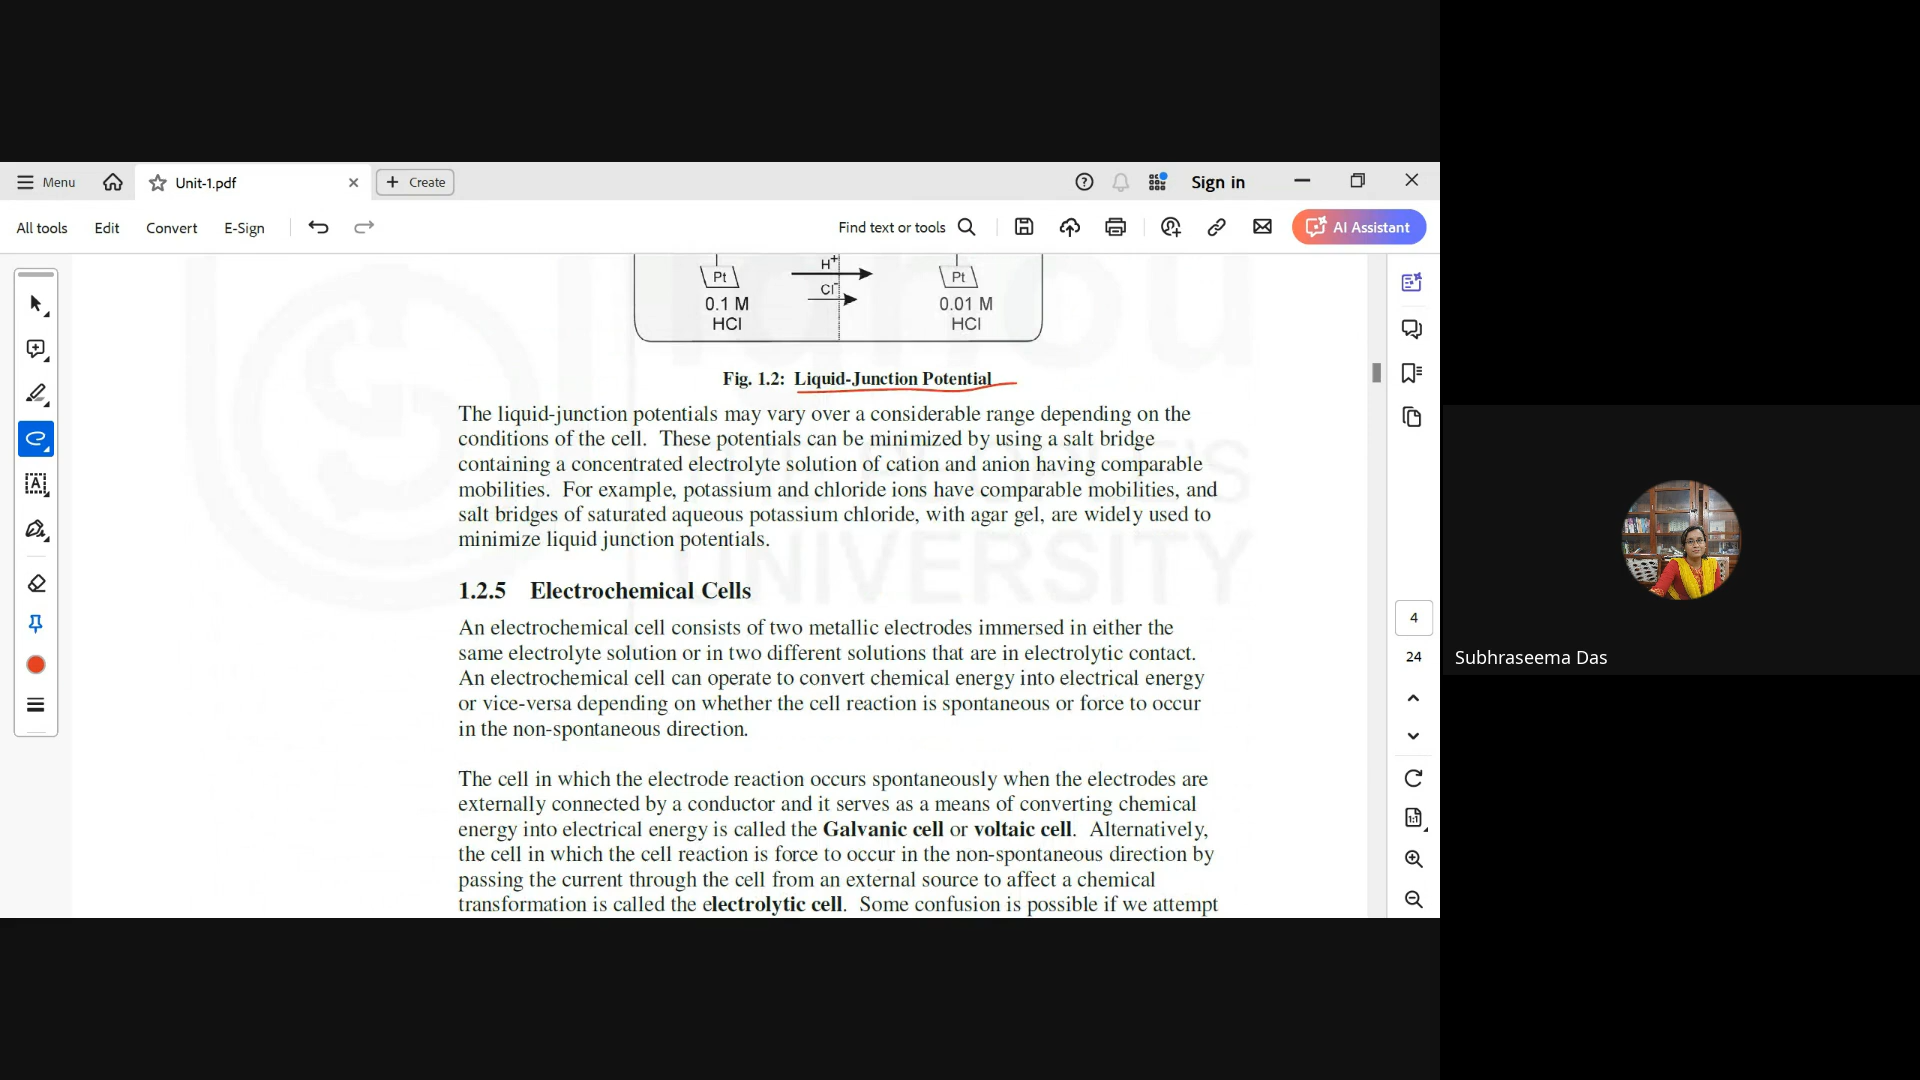 Menu
Unit-1.pdf
Create
Sign in
All tools
Edit
Convert
E-Sign
Find text or tools
AI Assistant
H+
Pt
Pt
Cl-
0.1 M
0.01 M
HCl
HCl
Fig. 1.2: Liquid-Junction Potential
The liquid-junction potentials may vary over a considerable range depending on the
conditions of the cell. These potentials can be minimized by using a salt bridge
containing a concentrated electrolyte solution of cation and anion having comparable
mobilities. For example, potassium and chloride ions have comparable mobilities, and
salt bridges of saturated aqueous potassium chloride, with agar gel, are widely used to
minimize liquid junction potentials.
1.2.5 Electrochemical Cells
An electrochemical cell consists of two metallic electrodes immersed in either the
same electrolyte solution or in two different solutions that are in electrolytic contact.
An electrochemical cell can operate to convert chemical energy into electrical energy
or vice-versa depending on whether the cell reaction is spontaneous or force to occur
in the non-spontaneous direction.
The cell in which the electrode reaction occurs spontaneously when the electrodes are
externally connected by a conductor and it serves as a means of converting chemical
energy into electrical energy is called the Galvanic cell or voltaic cell. Alternatively,
the cell in which the cell reaction is force to occur in the non-spontaneous direction by
passing the current through the cell from an external source to affect a chemical
transformation is called the electrolytic cell. Some confusion is possible if we attempt
4
24
Subhraseema Das
ignou
THE PEOPLE'S
UNIVERSITY